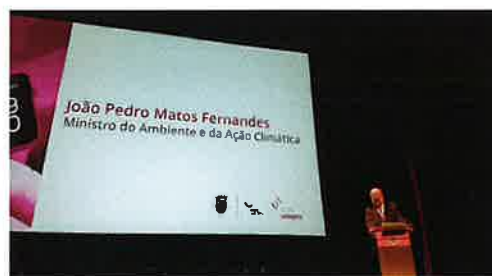 João Pedro Matos Fernandes
Ministro do Ambiente e da Ação Climática